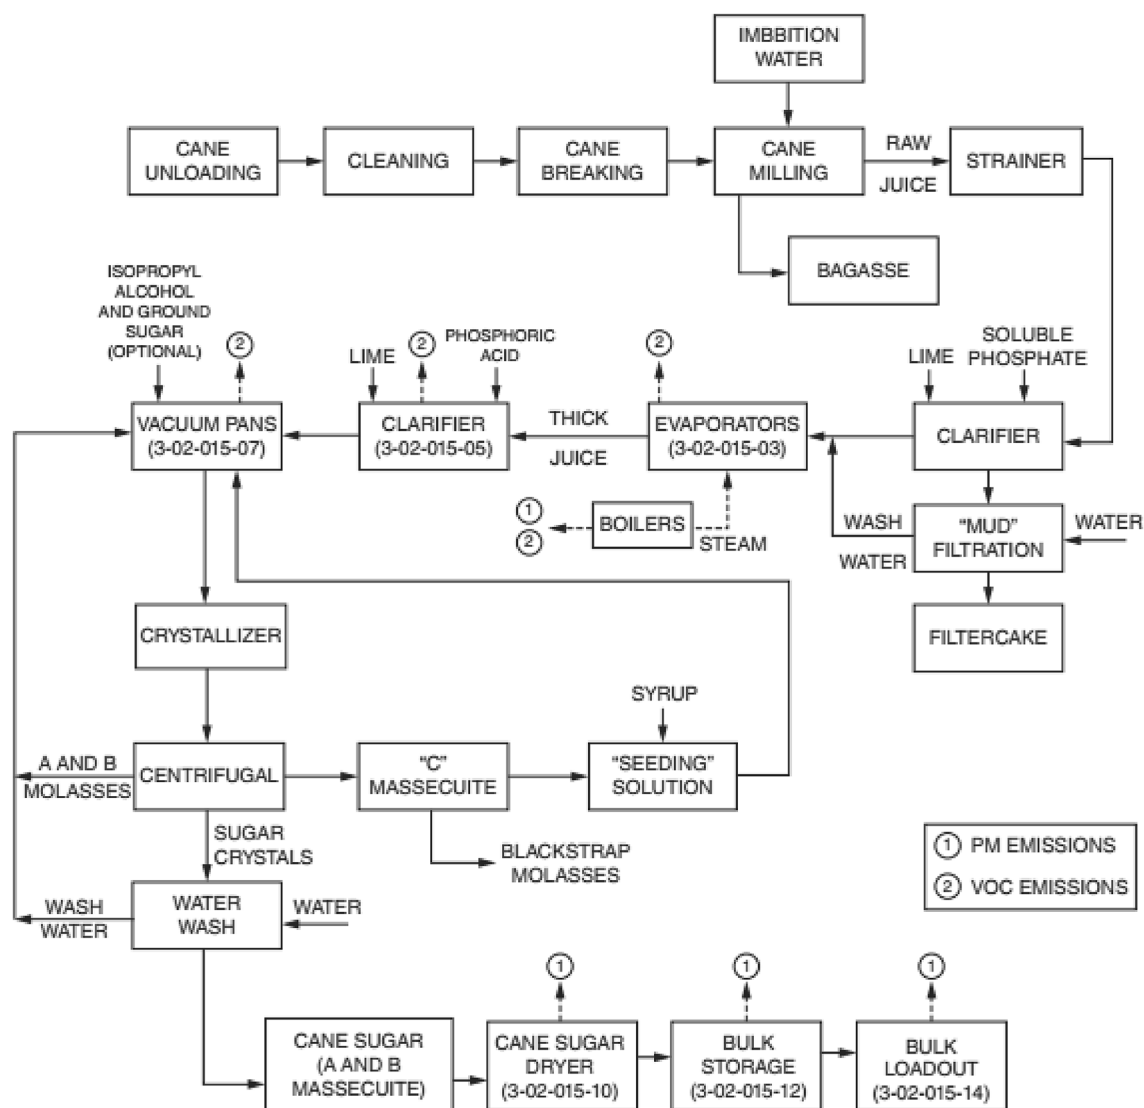 IMBBITION
WATER
CANE
UNLOADING
CLEANING
CANE
BREAKING
CANE
MILLING
RAW
JUICE
STRAINER
BAGASSE
ISOPROPYL
ALCOHOL
AND GROUND
SUGAR
(OPTIONAL)
2
LIME
2
PHOSPHORIC
ACID
2
LIME
SOLUBLE
PHOSPHATE
VACUUM PANS
(3-02-015-07)
CLARIFIER
(3-02-015-05)
THICK
JUICE
EVAPORATORS
(3-02-015-03)
CLARIFIER
1
2
BOILERS
STEAM
WASH
WATER
"MUD"
FILTRATION
WATER
CRYSTALLIZER
FILTERCAKE
SYRUP
A AND B
MOLASSES
CENTRIFUGAL
"C"
MASSECUITE
"SEEDING"
SOLUTION
SUGAR
CRYSTALS
BLACKSTRAP
MOLASSES
1 PM EMISSIONS
2 VOC EMISSIONS
WASH
WATER
WATER
WASH
WATER
1
1
1
CANE SUGAR
(A AND B
MASSECUITE)
CANE SUGAR
DRYER
(3-02-015-10)
BULK
STORAGE
(3-02-015-12)
BULK
LOADOUT
(3-02-015-14)